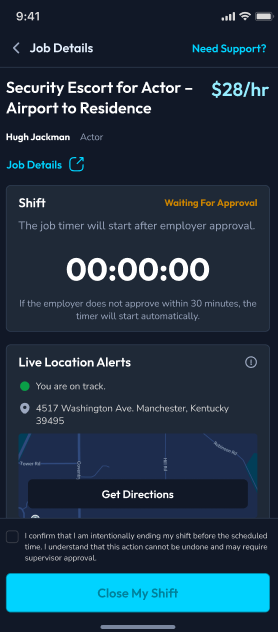 9:41
Job Details
Need Support?
Security Escort for Actor –
Airport to Residence
$28/hr
Hugh Jackman Actor
Job Details
Shift
Waiting For Approval
The job timer will start after employer approval.
00:00:00
If the employer does not approve within 30 minutes, the
timer will start automatically.
Live Location Alerts
You are on track.
4517 Washington Ave. Manchester, Kentucky
39495
Tower Rd
Get Directions
I confirm that I am intentionally ending my shift before the scheduled
time. I understand that this action cannot be undone and may require
supervisor approval.
Close My Shift